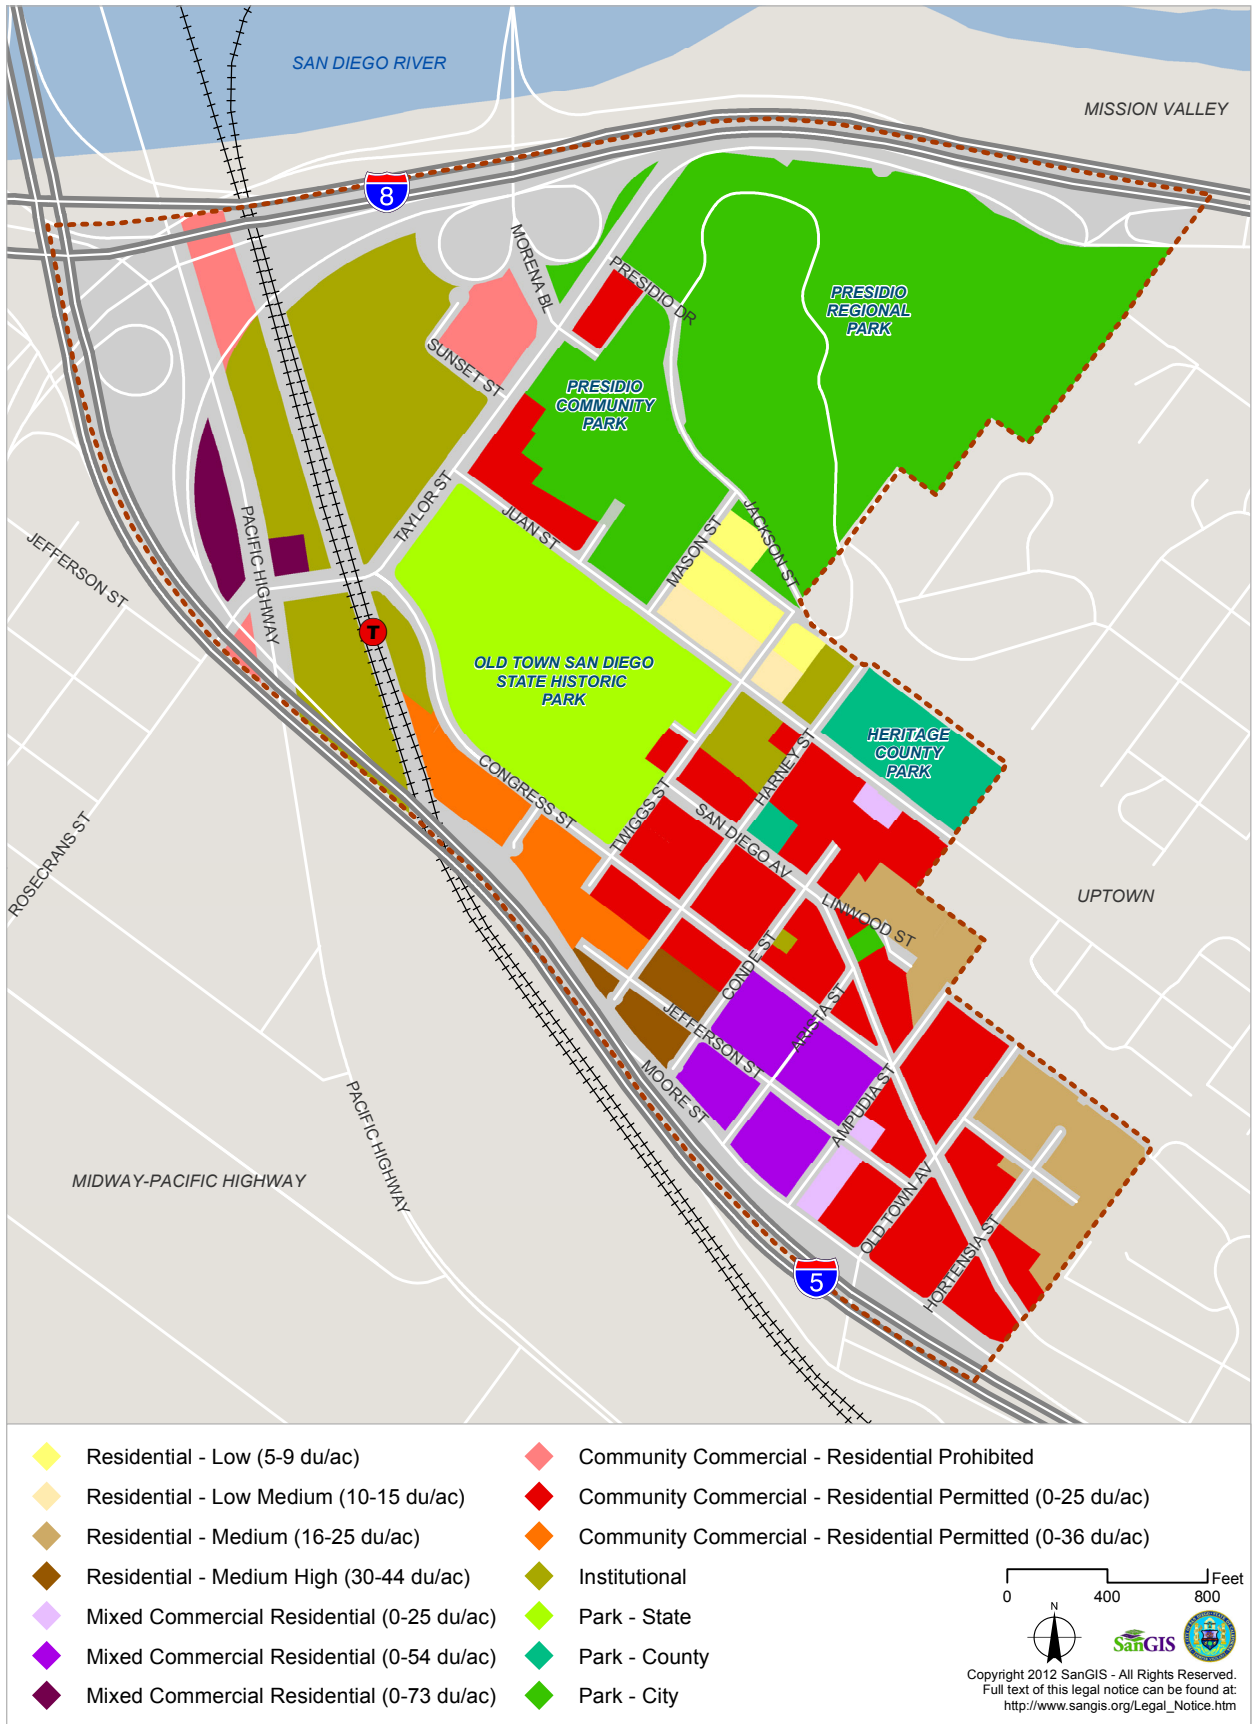 SAN DIEGO RIVER
MISSION VALLEY
8
MORENA BL
PRESIDIO DR
PRESIDIO
REGIONAL
PARK
SUNSET ST
PRESIDIO
COMMUNITY
PARK
TAYLOR ST
JUAN ST
MASON ST
JACKSON ST
PACIFIC HIGHWAY
JEFFERSON ST
T
OLD TOWN SAN DIEGO
STATE HISTORIC
PARK
HERITAGE
COUNTY
PARK
HARNEY ST
CONGRESS ST
TWIGGS ST
SAN DIEGO AV
ROSECRANS ST
UPTOWN
LINWOOD ST
CONDE ST
ARISTA ST
JEFFERSON ST
MOORE ST
AMPUDIA ST
PACIFIC HIGHWAY
MIDWAY-PACIFIC HIGHWAY
OLD TOWN AV
HORTENSIA ST
5
Residential - Low (5-9 du/ac)
Residential - Low Medium (10-15 du/ac)
Residential - Medium (16-25 du/ac)
Residential - Medium High (30-44 du/ac)
Mixed Commercial Residential (0-25 du/ac)
Mixed Commercial Residential (0-54 du/ac)
Mixed Commercial Residential (0-73 du/ac)
Community Commercial - Residential Prohibited
Community Commercial - Residential Permitted (0-25 du/ac)
Community Commercial - Residential Permitted (0-36 du/ac)
Institutional
Park - State
Park - County
Park - City
Feet
0 400 800
N
SanGIS
Copyright 2012 SanGIS - All Rights Reserved.
Full text of this legal notice can be found at:
http://www.sangis.org/Legal_Notice.htm